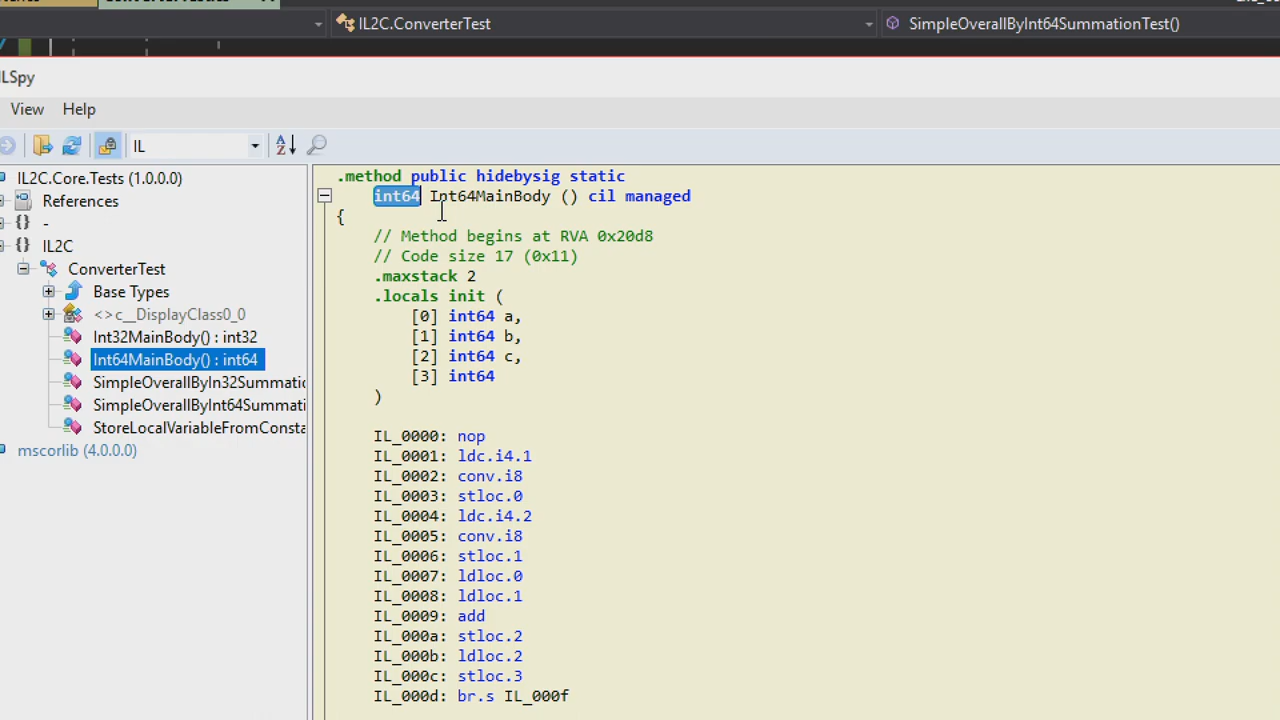 IL2C.ConverterTest
SimpleOverallByInt64SummationTest()
ILSpy
View Help
IL
IL2C.Core.Tests (1.0.0.0)
References
-
IL2C
ConverterTest
Base Types
<>c__DisplayClass0_0
Int32MainBody() : int32
Int64MainBody() : int64
SimpleOverallByIn32Summatio
SimpleOverallByInt64Summati
StoreLocalVariableFromConsta
mscorlib (4.0.0.0)
.method public hidebysig static
int64 Int64MainBody () cil managed
{
// Method begins at RVA 0x20d8
// Code size 17 (0x11)
.maxstack 2
.locals init (
[0] int64 a,
[1] int64 b,
[2] int64 c,
[3] int64
)
IL_0000: nop
IL_0001: ldc.i4.1
IL_0002: conv.i8
IL_0003: stloc.0
IL_0004: ldc.i4.2
IL_0005: conv.i8
IL_0006: stloc.1
IL_0007: ldloc.0
IL_0008: ldloc.1
IL_0009: add
IL_000a: stloc.2
IL_000b: ldloc.2
IL_000c: stloc.3
IL_000d: br.s IL_000f